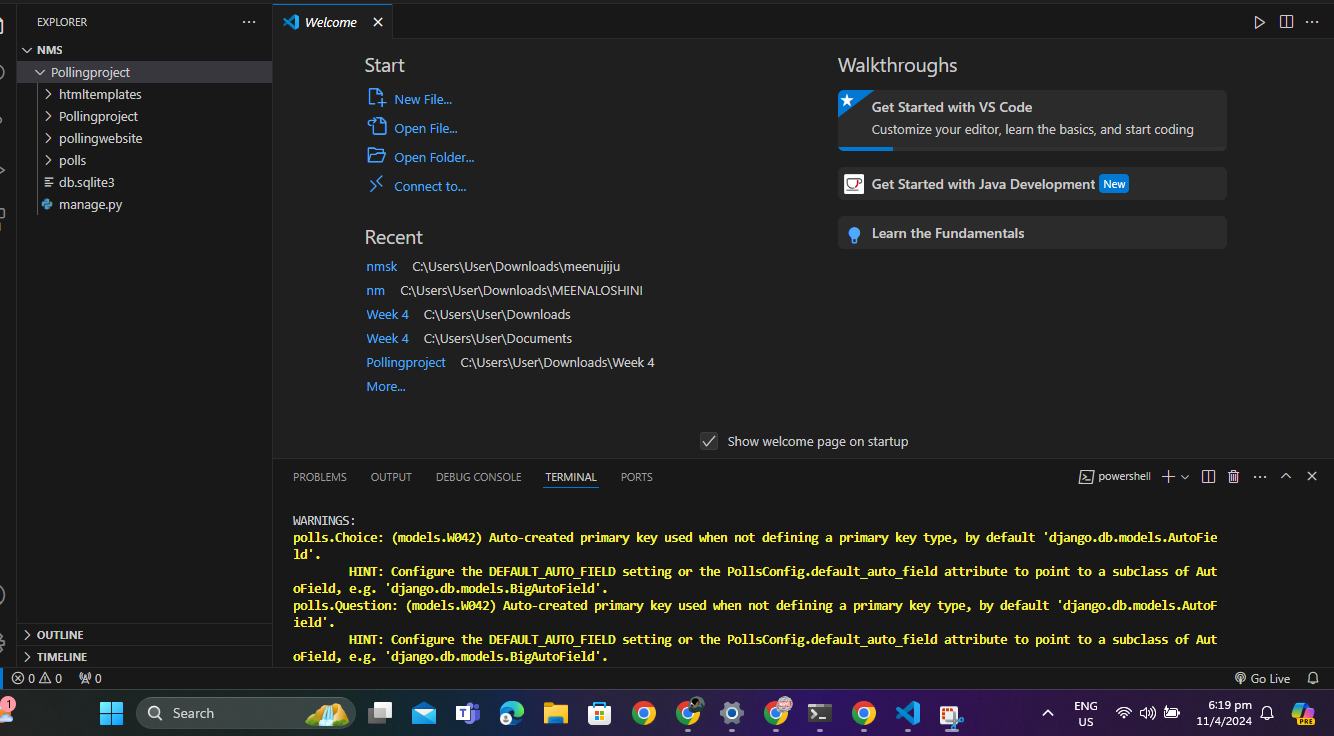 EXPLORER
NMS
Pollingproject
htmltemplates
Pollingproject
pollingwebsite
polls
db.sqlite3
manage.py
OUTLINE
TIMELINE
Welcome
Start
New File...
Open File...
Open Folder...
Connect to...
Recent
nmsk C:\Users\User\Downloads\meenujiju
nm C:\Users\User\Downloads\MEENALOSHINI
Week 4 C:\Users\User\Downloads
Week 4 C:\Users\User\Documents
Pollingproject C:\Users\User\Downloads\Week 4
More...
Walkthroughs
Get Started with VS Code
Customize your editor, learn the basics, and start coding
Get Started with Java Development New
Learn the Fundamentals
Show welcome page on startup
PROBLEMS OUTPUT DEBUG CONSOLE TERMINAL PORTS
powershell
WARNINGS:
polls.Choice: (models.W042) Auto-created primary key used when not defining a primary key type, by default 'django.db.models.AutoFie
ld'.
HINT: Configure the DEFAULT_AUTO_FIELD setting or the PollsConfig.default_auto_field attribute to point to a subclass of Aut
oField, e.g. 'django.db.models.BigAutoField'.
polls.Question: (models.W042) Auto-created primary key used when not defining a primary key type, by default 'django.db.models.AutoF
ield'.
HINT: Configure the DEFAULT_AUTO_FIELD setting or the PollsConfig.default_auto_field attribute to point to a subclass of Aut
oField, e.g. 'django.db.models.BigAutoField'.
0 0 0
Go Live
1
Search
ENG
US
6:19 pm
11/4/2024
PRE